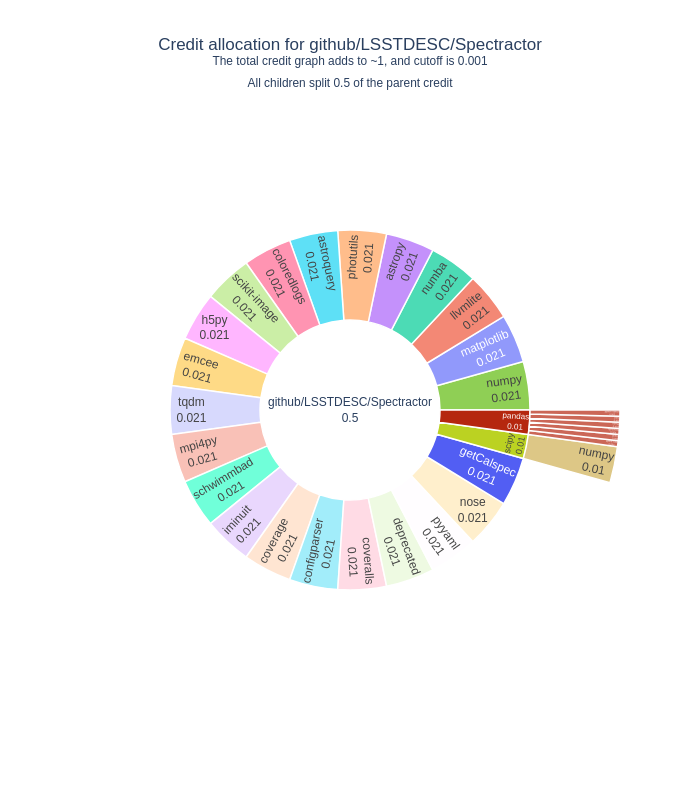 Credit allocation for github/LSSTDESC/Spectractor
The total credit graph adds to ~1, and cutoff is 0.001
All children split 0.5 of the parent credit
github/LSSTDESC/Spectractor
0.5
numpy
0.021
matplotlib
0.021
llvmlite
0.021
numba
0.021
astropy
0.021
photutils
0.021
astroquery
0.021
coloredlogs
0.021
scikit-image
0.021
h5py
0.021
emcee
0.021
tqdm
0.021
mpi4py
0.021
schwimmbad
0.021
iminuit
0.021
coverage
0.021
configparser
0.021
coveralls
0.021
deprecated
0.021
pyyaml
0.021
nose
0.021
getCalspec
0.021
scipy
0.01
numpy
0.01
pandas
0.01